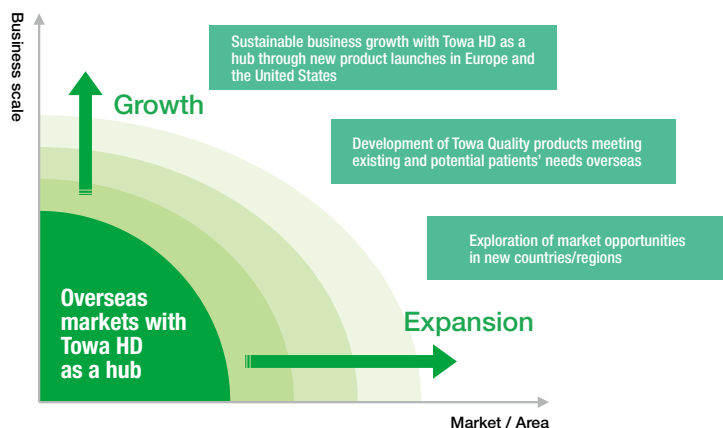 Business scale
Sustainable business growth with Towa HD as a
hub through new product launches in Europe and
the United States
Growth
Development of Towa Quality products meeting
existing and potential patients’ needs overseas
Exploration of market opportunities
in new countries/regions
Overseas
markets with
Towa HD
as a hub
Expansion
Market / Area